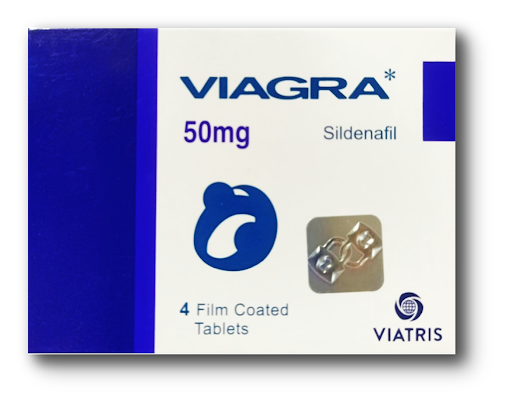 VIAGRA*
50mg
Sildenafil
4 Film Coated
Tablets
VIATRIS